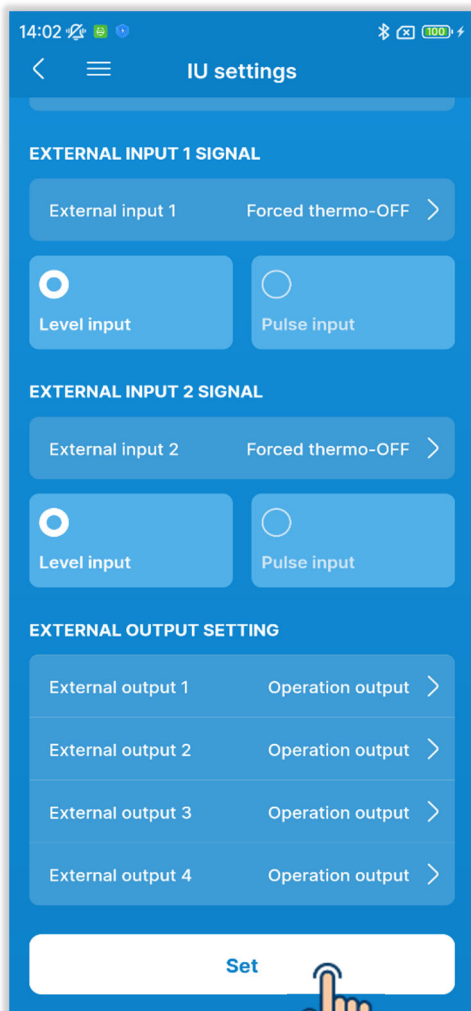 14:02
100
IU settings
EXTERNAL INPUT 1 SIGNAL
External input 1 Forced thermo-OFF
Level input Pulse input
EXTERNAL INPUT 2 SIGNAL
External input 2 Forced thermo-OFF
Level input Pulse input
EXTERNAL OUTPUT SETTING
External output 1 Operation output
External output 2 Operation output
External output 3 Operation output
External output 4 Operation output
Set